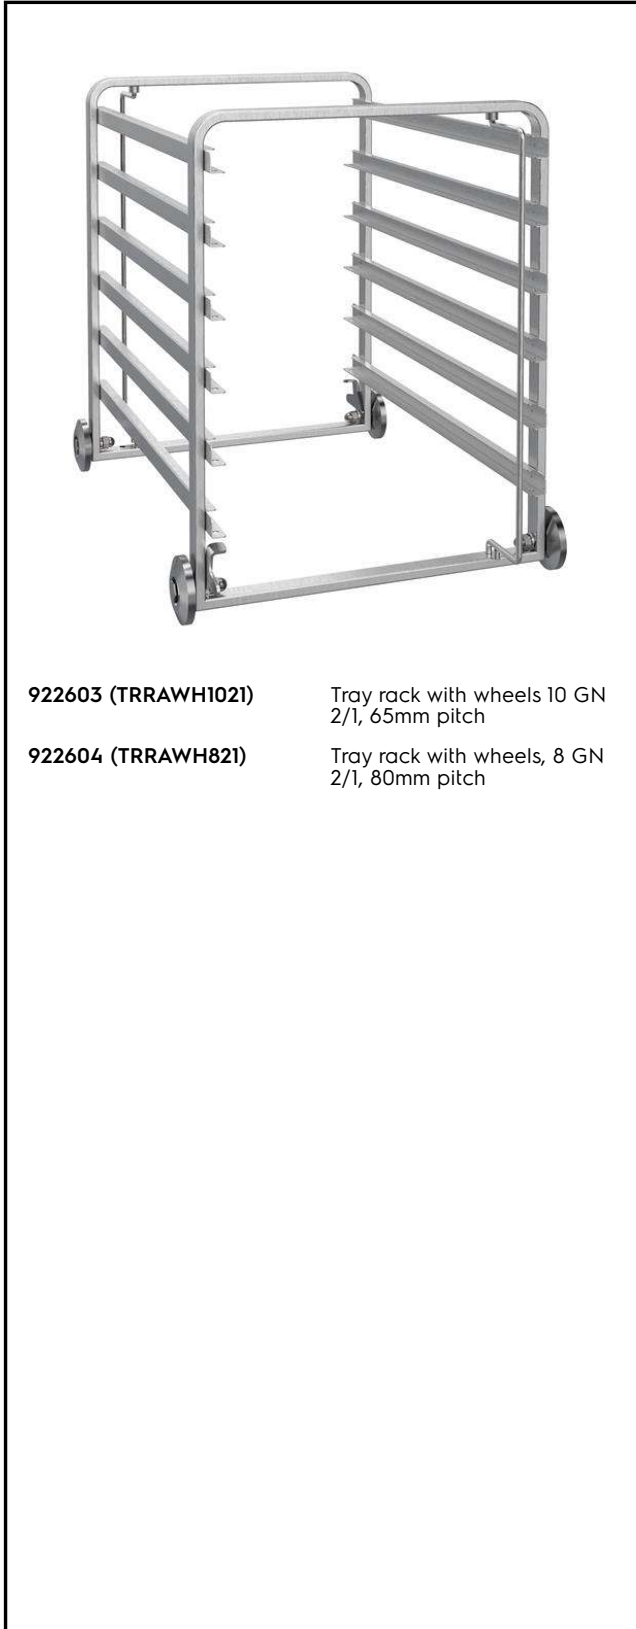 922603 (TRRAWH1021) Tray rack with wheels 10 GN
2/1, 65mm pitch
922604 (TRRAWH821) Tray rack with wheels, 8 GN
2/1, 80mm pitch